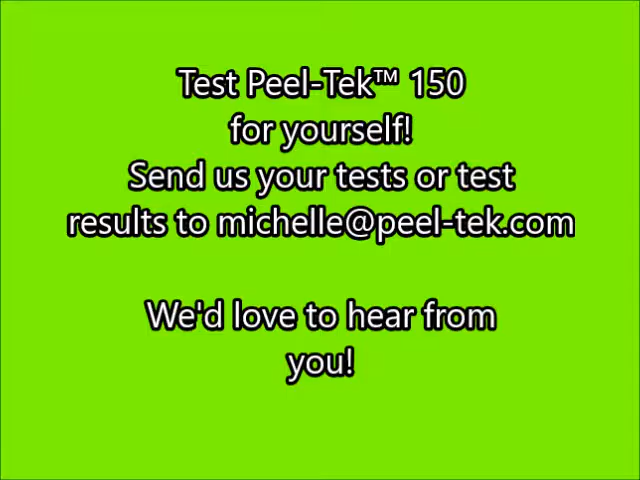 Test Peel-Tek™ 150
for yourself!
Send us your tests or test
results to michelle@peel-tek.com
We'd love to hear from
you!